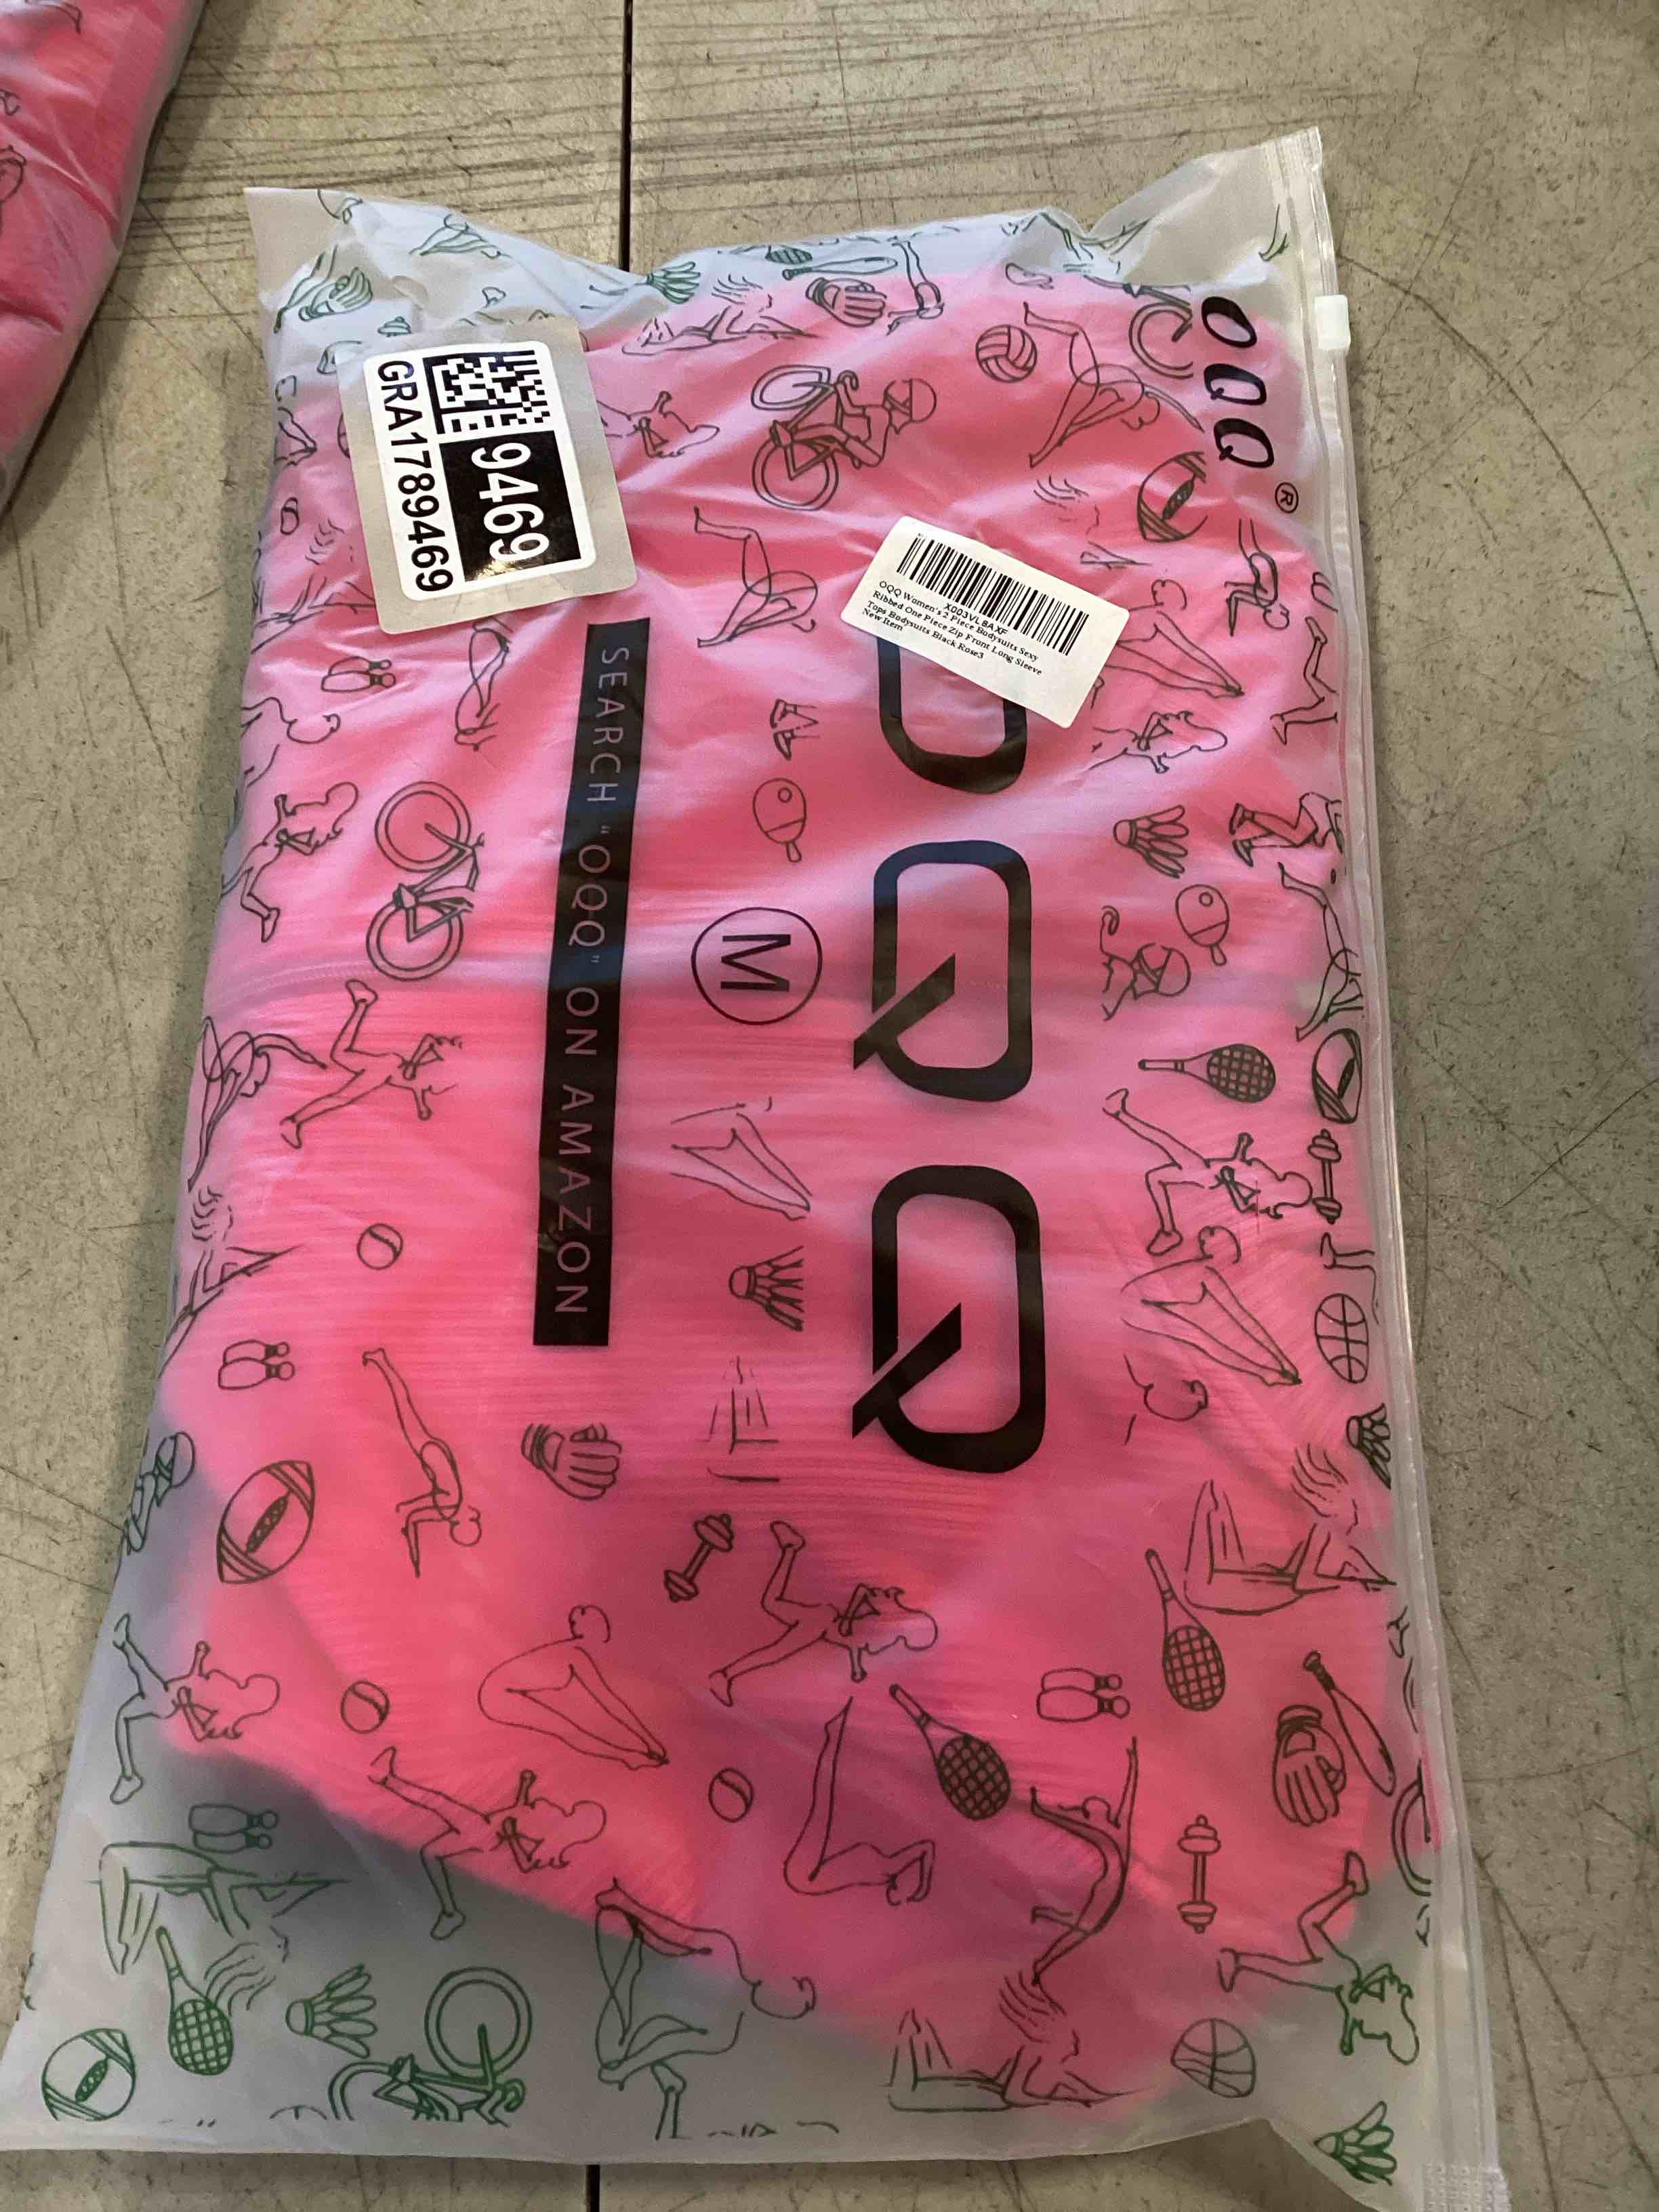 OQQ®
9469
GRA1789469
X003VL8AXF
OQQ Women's 2 Piece Bodysuits Sexy
Ribbed One Piece Zip Front Long Sleeve
Tops Bodysuits Black Rose3
New Item
OQQ
M
SEARCH "OQQ" ON AMAZON